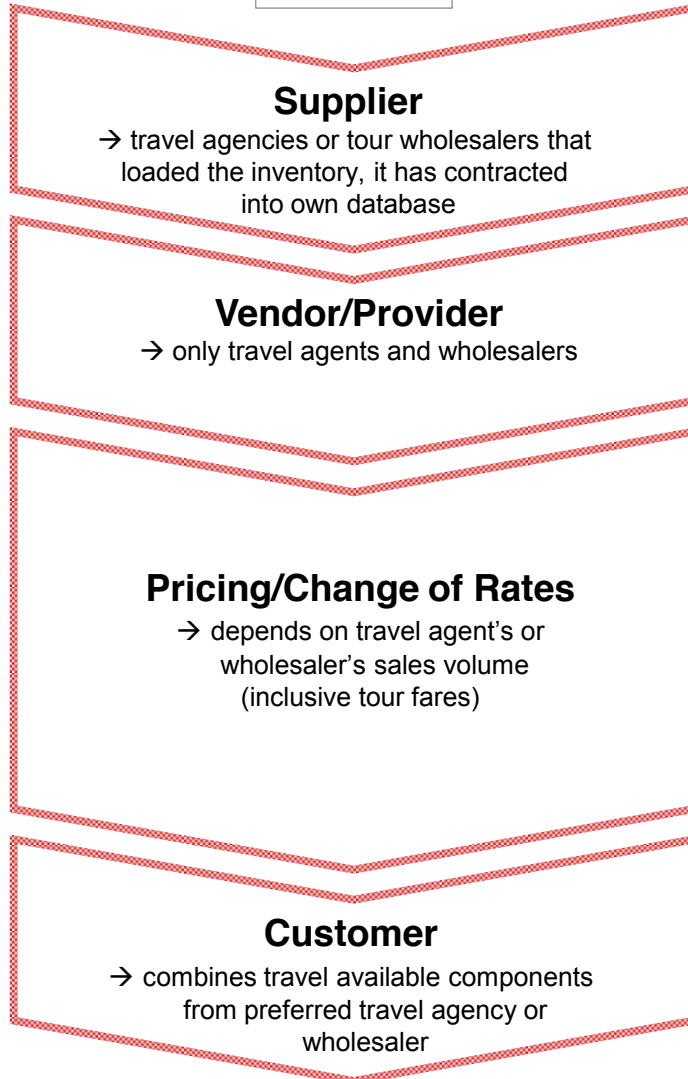 Supplier
→ travel agencies or tour wholesalers that
loaded the inventory, it has contracted
into own database
Vendor/Provider
→ only travel agents and wholesalers
Pricing/Change of Rates
→ depends on travel agent’s or
wholesaler’s sales volume
(inclusive tour fares)
Customer
→ combines travel available components
from preferred travel agency or
wholesaler